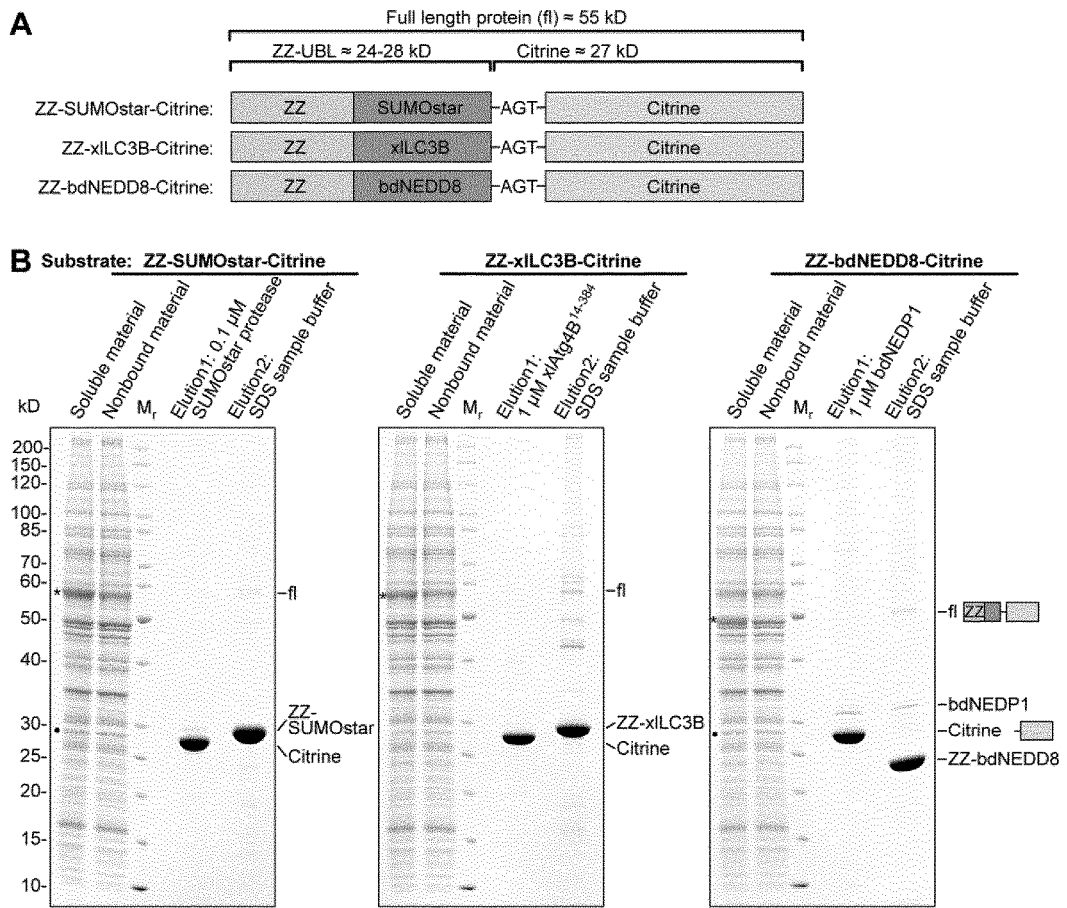 A
Full length protein (fl) ≈ 55 kD
ZZ-UBL ≈ 24-28 kD
Citrine ≈ 27 kD
ZZ-SUMOstar-Citrine: ZZ SUMOstar -AGT- Citrine
ZZ-xlLC3B-Citrine: ZZ xlLC3B -AGT- Citrine
ZZ-bdNEDD8-Citrine: ZZ bdNEDD8 -AGT- Citrine
B
Substrate: ZZ-SUMOstar-Citrine
ZZ-xlLC3B-Citrine
ZZ-bdNEDD8-Citrine
kD
Soluble material
Nonbound material
Mr
Elution1: 0.1 µM
SUMOstar protease
Elution2:
SDS sample buffer
Soluble material
Nonbound material
Mr
Elution1:
1 µM xlAtg4B14-384
Elution2:
SDS sample buffer
Soluble material
Nonbound material
Mr
Elution1:
1 µM bdNEDP1
Elution2:
SDS sample buffer
200-
150-
120-
100-
85-
70-
60-
50-
40-
30-
25-
20-
15-
10-
*
•
-fl
ZZ-
SUMOstar
Citrine
*
-fl
ZZ-xlLC3B
Citrine
*
•
-fl ZZ
-bdNEDP1
-Citrine
-ZZ-bdNEDD8